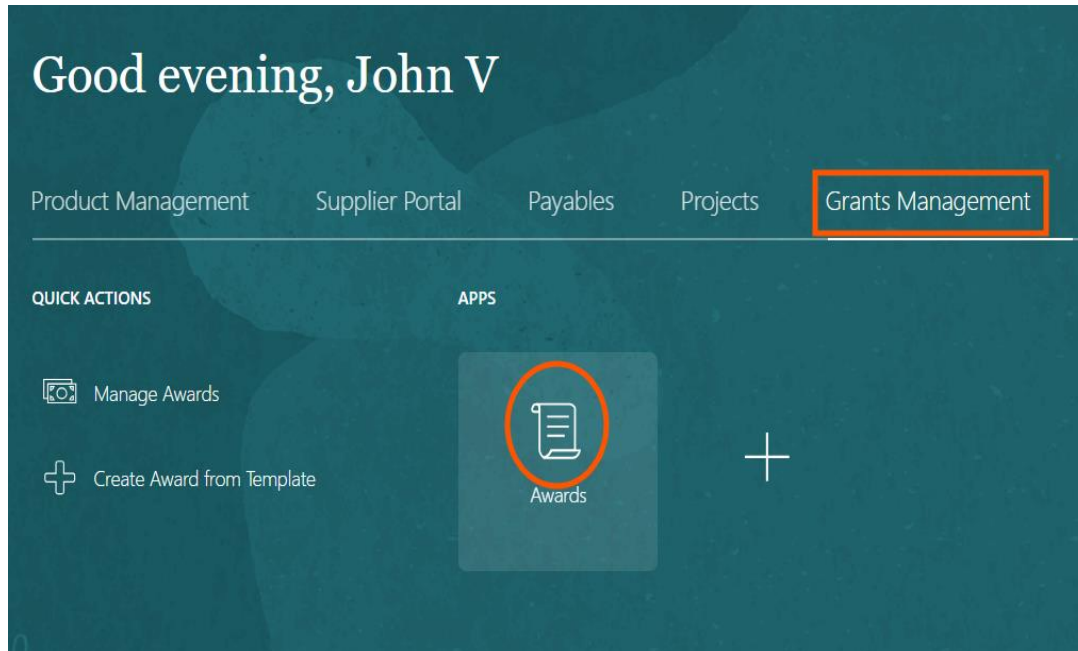 Good evening, John V
Product Management Supplier Portal Payables Projects Grants Management
QUICK ACTIONS APPS
Manage Awards
Create Award from Template
Awards